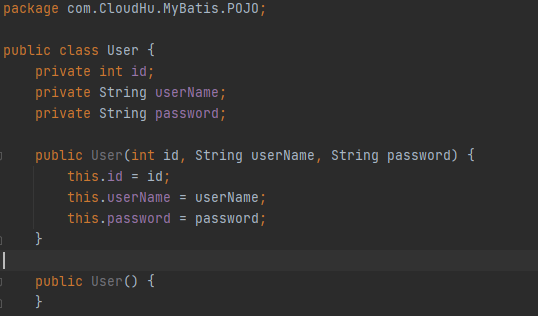 package com.CloudHu.MyBatis.POJO;
public class User {
private int id;
private String userName;
private String password;
public User(int id, String userName, String password) {
this.id = id;
this.userName = userName;
this.password = password;
}
public User() {
}